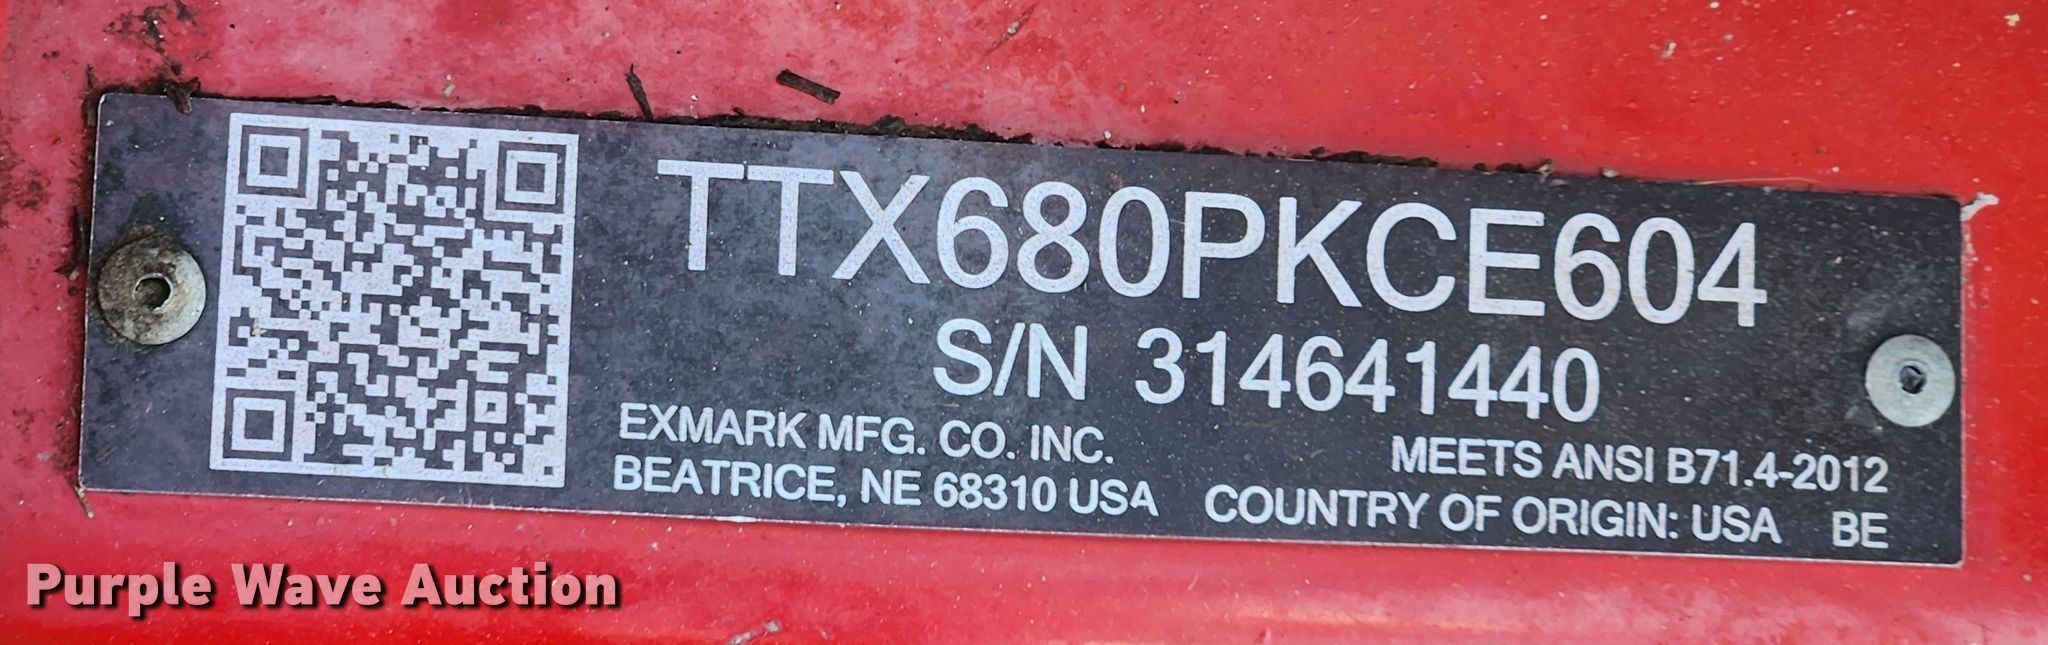 TTX680PKCE604
S/N 314641440
EXMARK MFG. CO. INC.
BEATRICE, NE 68310 USA
MEETS ANSI B71.4-2012
COUNTRY OF ORIGIN: USA BE
Purple Wave Auction